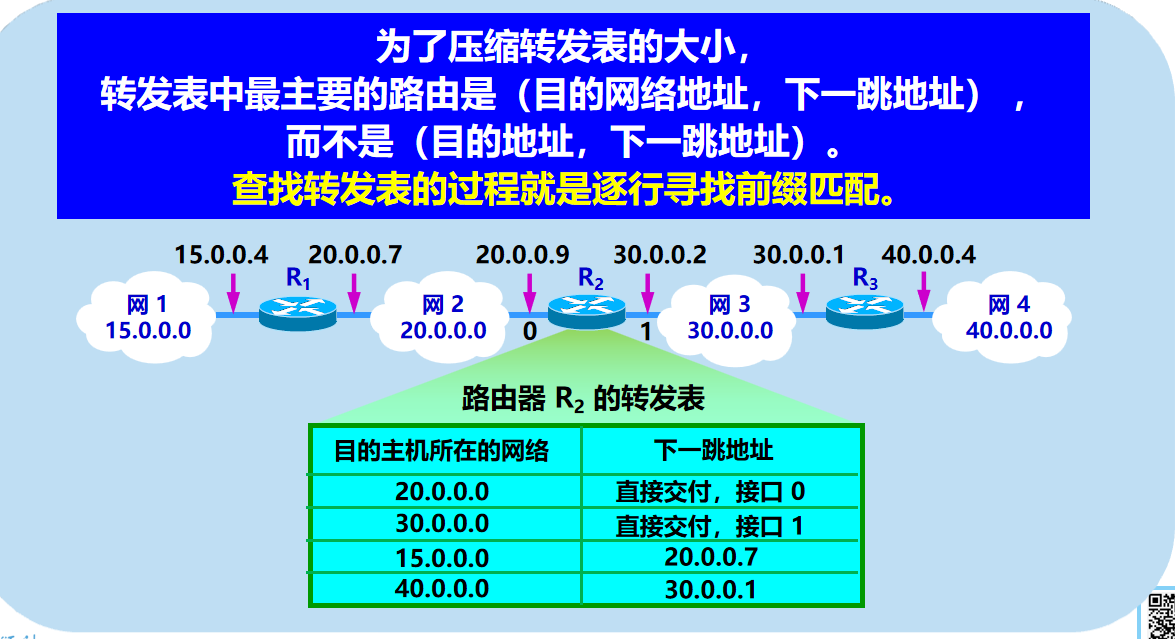 为了压缩转发表的大小，
转发表中最主要的路由是（目的网络地址，下一跳地址） ，
而不是（目的地址，下一跳地址）。
查找转发表的过程就是逐行寻找前缀匹配。
15.0.0.4 20.0.0.7 20.0.0.9 30.0.0.2 30.0.0.1 40.0.0.4
R1 R2 R3
网 1 网 2 网 3 网 4
15.0.0.0 20.0.0.0 0 1 30.0.0.0 40.0.0.0
路由器 R2 的转发表
目的主机所在的网络 下一跳地址
20.0.0.0 直接交付，接口 0
30.0.0.0 直接交付，接口 1
15.0.0.0 20.0.0.7
40.0.0.0 30.0.0.1